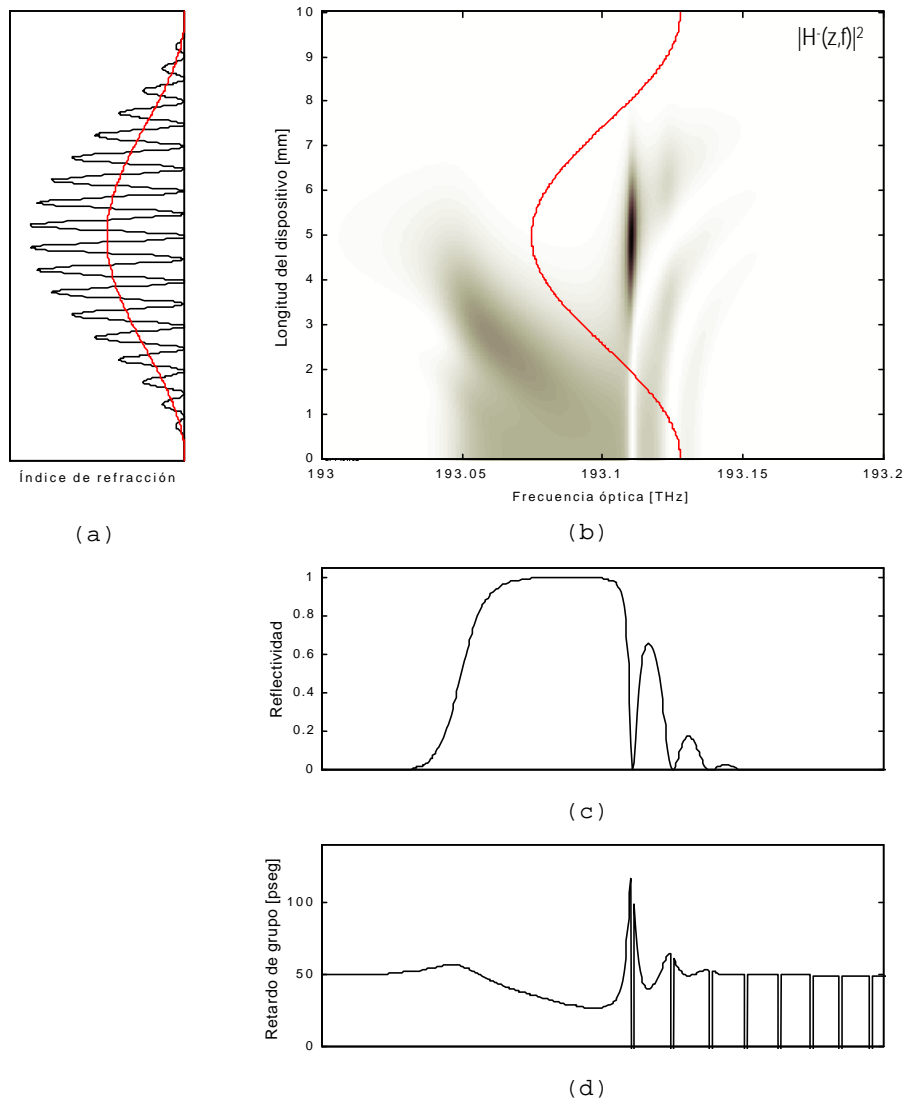 Índice de refracción
(a)
|H-(z,f)|²
Longitud del dispositivo [mm]
10
9
8
7
6
5
4
3
2
1
0
193
193.05
193.1
193.15
193.2
Frecuencia óptica [THz]
(b)
Reflectividad
1
0.8
0.6
0.4
0.2
0
(c)
Retardo de grupo [pseg]
100
50
0
(d)